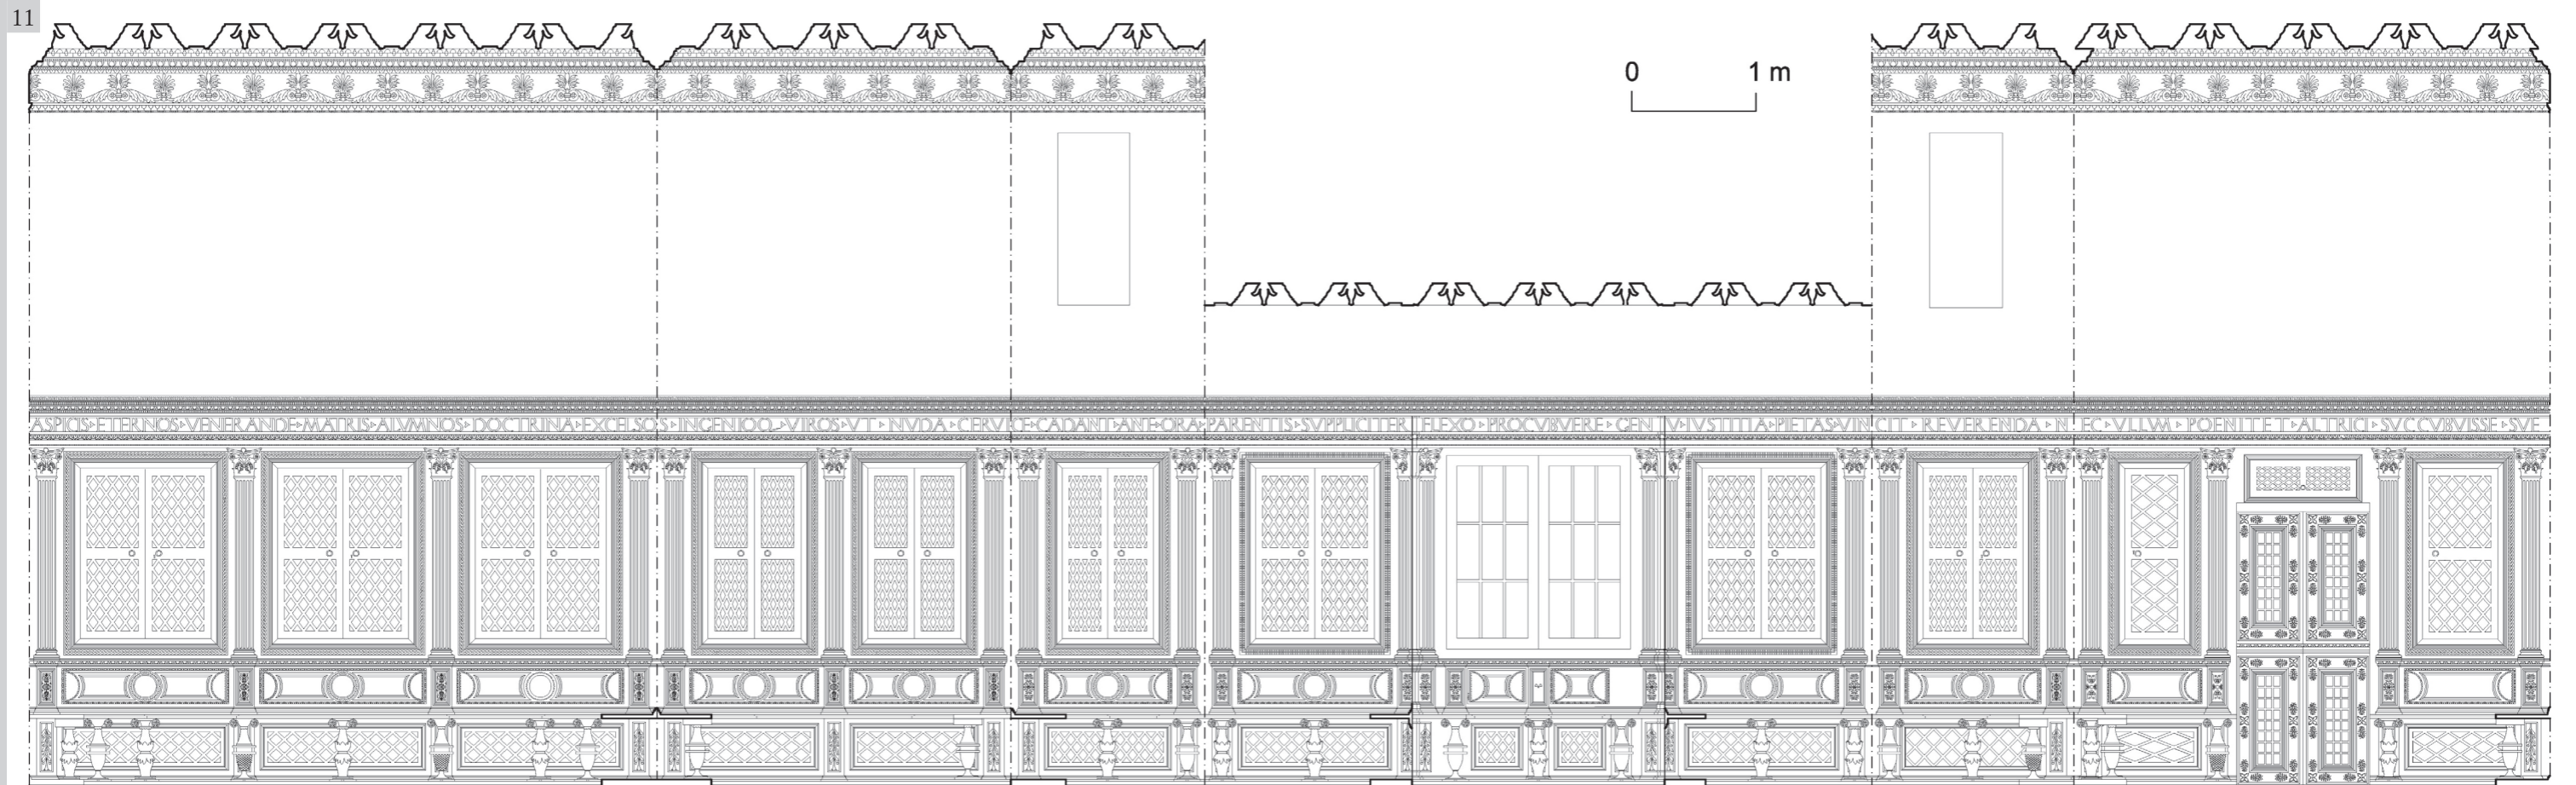 11
0 1 m
ASPICIS▸ETERNOS▸VENERANDE▸MATRIS▸ALVMNOS▸DOCTRINA▸EXCELSOS▸INGENIOQ▸VIROS▸VT▸NVDA▸CERVICE▸CADANT▸ANT▸ORA▸PARENTIS▸SVPPLICITER FLEXO▸PROCVBVERE▸GENV▸IVSTITIA▸PIETAS▸VINCIT▸REVERENDA▸NEC▸VLLVM▸POENITET▸ALTRICI▸SVCCVBVISSE▸SVE